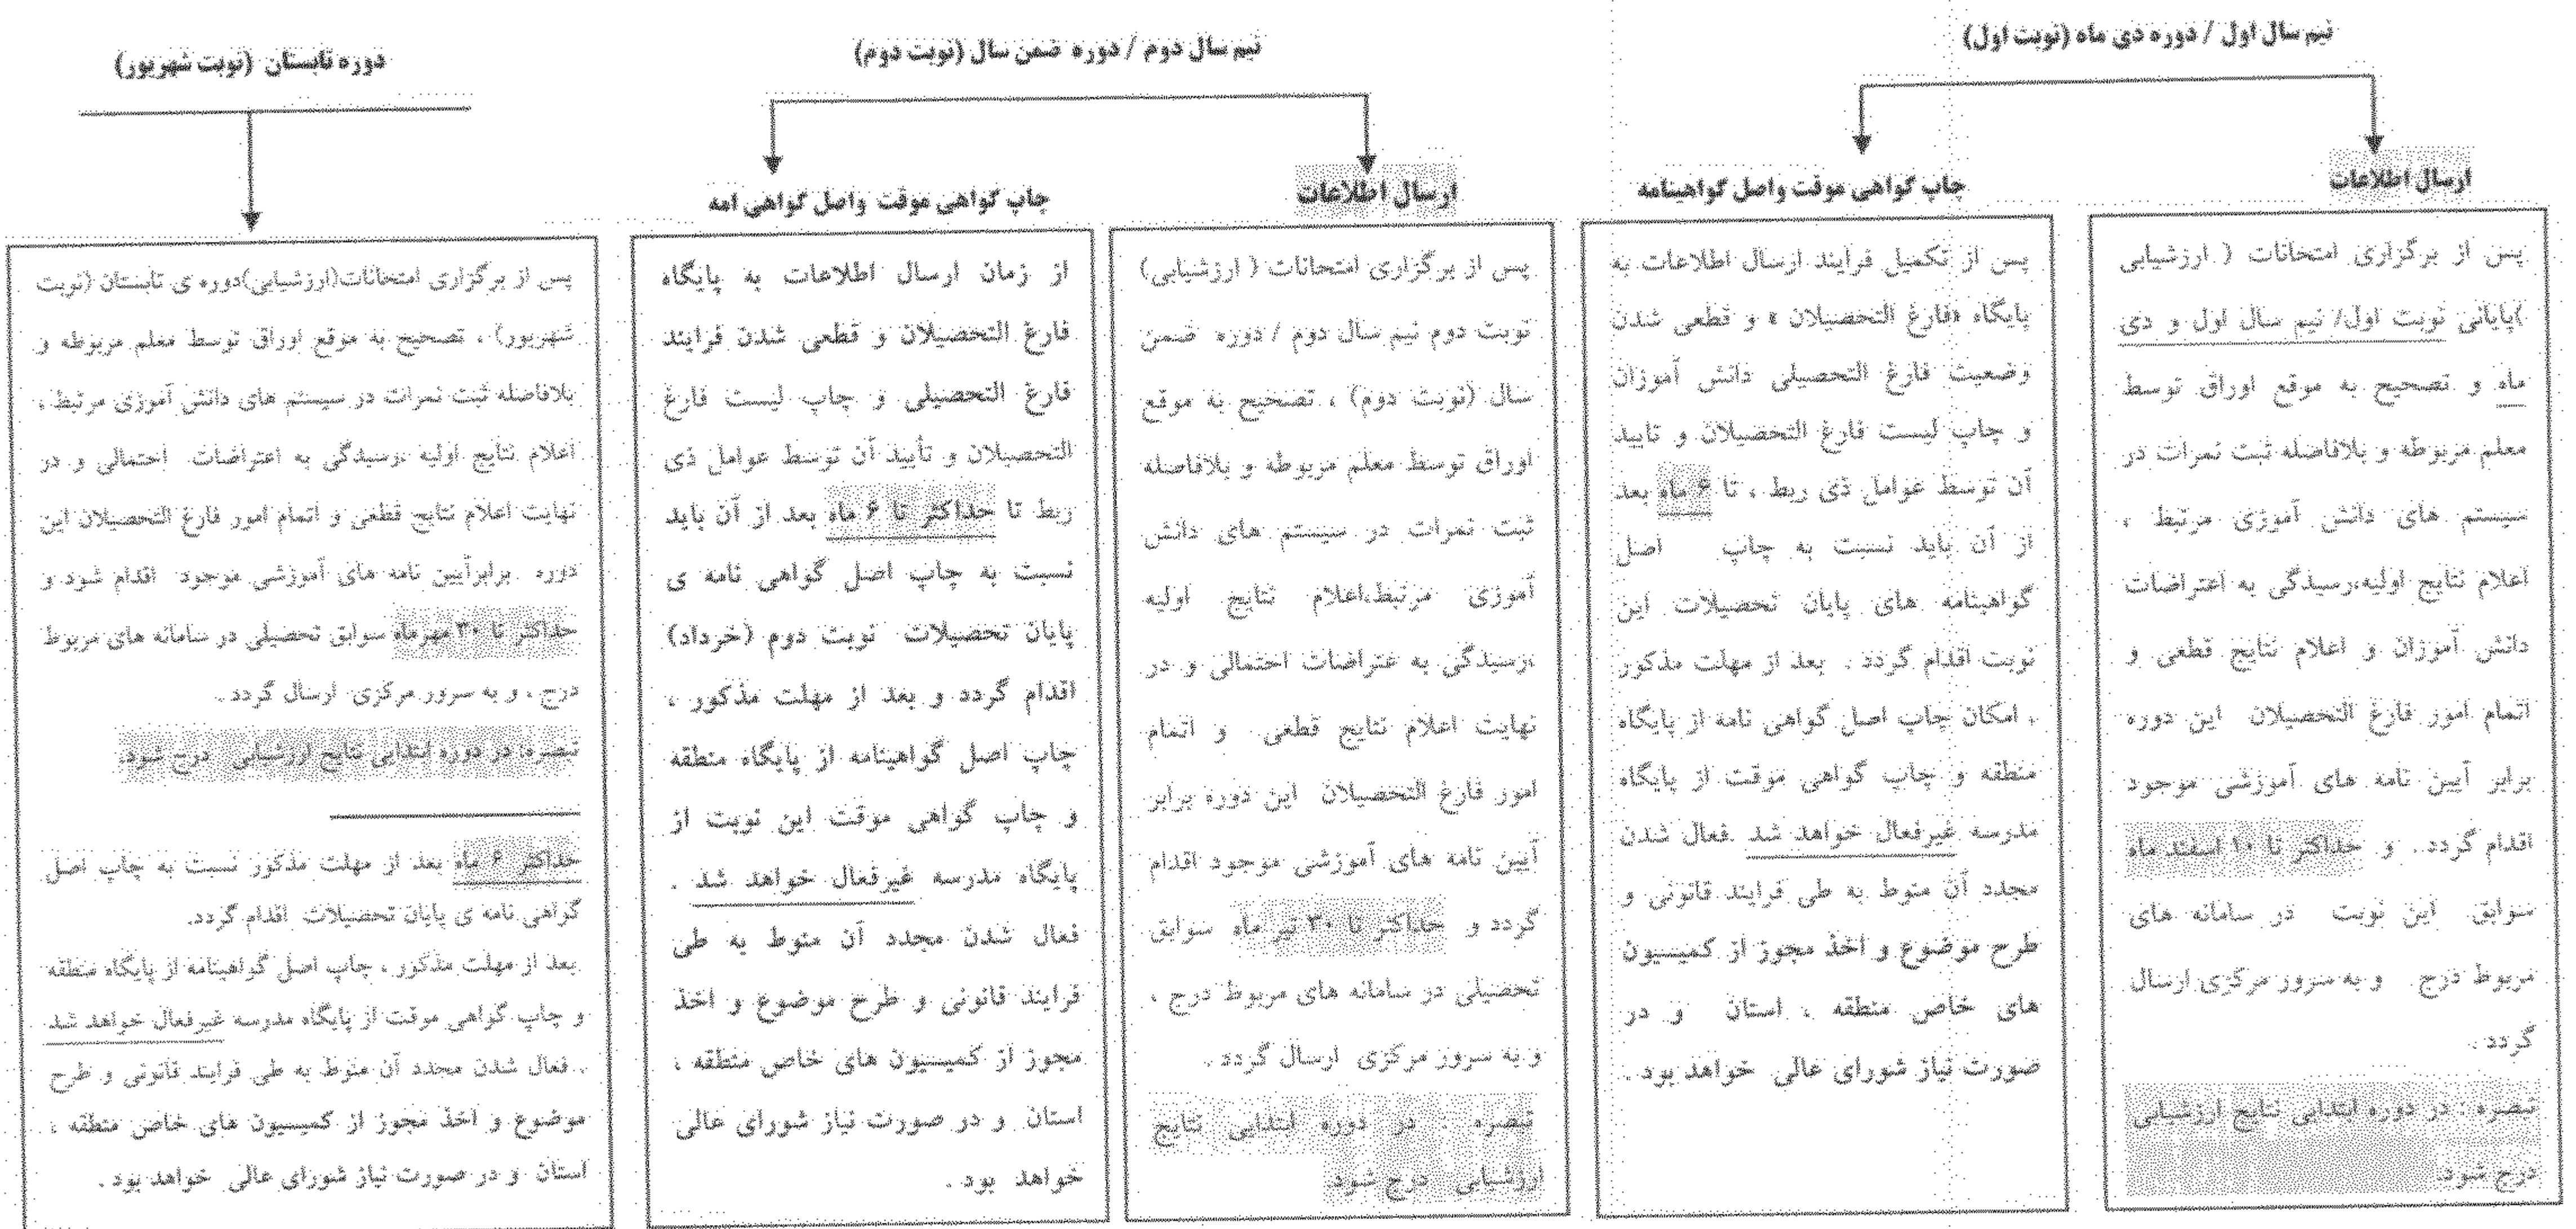 نیم سال اول / دوره دی ماه (نوبت اول)
ارسال اطلاعات
پس از برگزاری امتحانات ( ارزشیابی
)پایانی نوبت اول/ نیم سال اول و دی
ماه و تصحیح به موقع اوراق توسط
معلم مربوطه و بلافاصله ثبت نمرات در
سیستم های دانش آموزی مرتبط ،
اعلام نتایج اولیه،رسیدگی به اعتراضات
دانش آموزان و اعلام نتایج قطعی و
اتمام امور فارغ التحصیلان این دوره
برابر آیین نامه های آموزشی موجود
اقدام گردد . و حداکثر تا ۱۰ اسفند ماه
سوابق این نوبت در سامانه های
مربوط درج و به سرور مرکزی ارسال
گردد .
تبصره : در دوره ابتدایی نتایج ارزشیابی
درج شود.
چاپ گواهی موقت واصل گواهینامه
پس از تکمیل فرآیند ارسال اطلاعات به
پایگاه «فارغ التحصیلان » و قطعی شدن
وضعیت فارغ التحصیلی دانش آموزان
و چاپ لیست فارغ التحصیلان و تایید
آن توسط عوامل ذی ربط ، تا ۶ ماه بعد
از آن باید نسبت به چاپ اصل
گواهینامه های پایان تحصیلات این
نوبت اقدام گردد . بعد از مهلت مذکور
، امکان چاپ اصل گواهی نامه از پایگاه
منطقه و چاپ گواهی موقت از پایگاه
مدرسه غیرفعال خواهد شد .فعال شدن
مجدد آن منوط به طی فرایند قانونی و
طرح موضوع و اخذ مجوز از کمیسیون
های خاص منطقه ، استان و در
صورت نیاز شورای عالی خواهد بود .
نیم سال دوم / دوره ضمن سال (نوبت دوم)
ارسال اطلاعات
پس از برگزاری امتحانات ( ارزشیابی)
نوبت دوم نیم سال دوم / دوره ضمن
سال (نوبت دوم) ، تصحیح به موقع
اوراق توسط معلم مربوطه و بلافاصله
ثبت نمرات در سیستم های دانش
آموزی مرتبط،اعلام نتایج اولیه
،رسیدگی به عتراضات احتمالی و در
نهایت اعلام نتایج قطعی و اتمام
امور فارغ التحصیلان این دوره برابر
آیین نامه های آموزشی موجود اقدام
گردد و حداکثر تا ۳۰ تیر ماه سوابق
تحصیلی در سامانه های مربوط درج ،
و به سرور مرکزی ارسال گردد .
تبصره : در دوره ابتدایی نتایج
ارزشیابی درج شود.
چاپ گواهی موقت واصل گواهی امه
از زمان ارسال اطلاعات به پایگاه
فارغ التحصیلان و قطعی شدن فرایند
فارغ التحصیلی و چاپ لیست فارغ
التحصیلان و تأیید آن توسط عوامل ذی
ربط تا حداکثر تا ۶ ماه بعد از آن باید
نسبت به چاپ اصل گواهی نامه ی
پایان تحصیلات نوبت دوم (خرداد)
اقدام گردد و بعد از مهلت مذکور ،
چاپ اصل گواهینامه از پایگاه منطقه
و چاپ گواهی موقت این نوبت از
پایگاه مدرسه غیرفعال خواهد شد .
فعال شدن مجدد آن منوط به طی
فرایند قانونی و طرح موضوع و اخذ
مجوز از کمیسیون های خاص منطقه ،
استان و در صورت نیاز شورای عالی
خواهد بود .
دوره تابستان (نوبت شهریور)
پس از برگزاری امتحانات(ارزشیابی)دوره ی تابستان (نوبت
شهریور) ، تصحیح به موقع اوراق توسط معلم مربوطه و
بلافاصله ثبت نمرات در سیستم های دانش آموزی مرتبط ،
اعلام نتایج اولیه ،رسیدگی به اعتراضات احتمالی و در
نهایت اعلام نتایج قطعی و اتمام امور فارغ التحصیلان این
دوره برابرآیین نامه های آموزشی موجود اقدام شود و
حداکثر تا ۳۰ مهرماه سوابق تحصیلی در سامانه های مربوط
درج ، و به سرور مرکزی ارسال گردد .
تبصره: در دوره ابتدایی نتایج ارزشیابی درج شود.
حداکثر ۶ ماه بعد از مهلت مذکور نسبت به چاپ اصل
گواهی نامه ی پایان تحصیلات اقدام گردد.
بعد از مهلت مذکور ، چاپ اصل گواهینامه از پایگاه منطقه
و چاپ گواهی موقت از پایگاه مدرسه غیرفعال خواهد شد
. فعال شدن مجدد آن منوط به طی فرایند قانونی و طرح
موضوع و اخذ مجوز از کمیسیون های خاص منطقه ،
استان و در صورت نیاز شورای عالی خواهد بود .